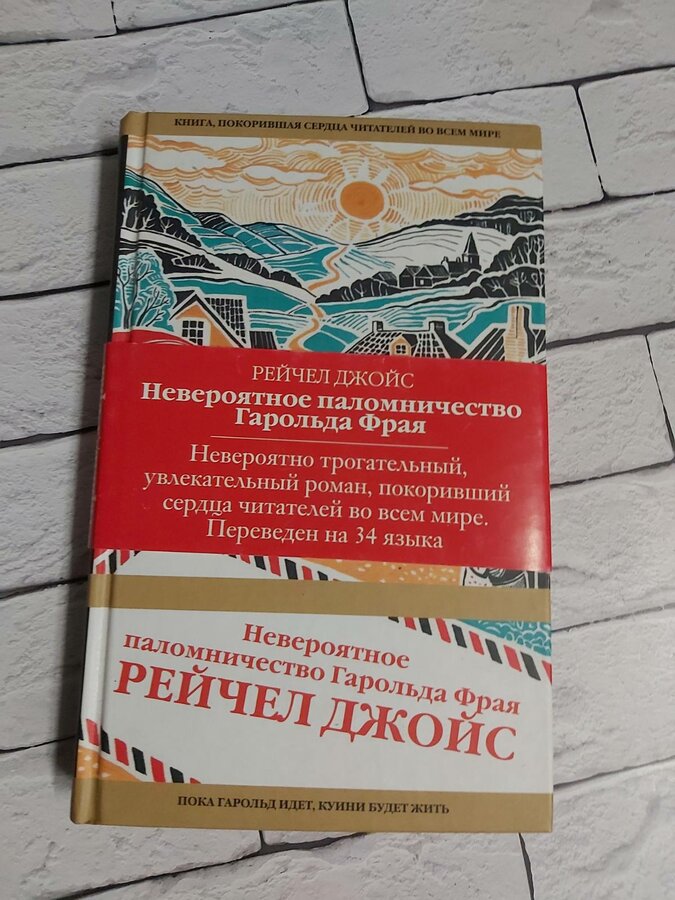 КНИГА, ПОКОРИВШАЯ СЕРДЦА ЧИТАТЕЛЕЙ ВО ВСЕМ МИРЕ
РЕЙЧЕЛ ДЖОЙС
Невероятное паломничество
Гарольда Фрая
Невероятно трогательный,
увлекательный роман, покоривший
сердца читателей во всем мире.
Переведен на 34 языка
Невероятное
паломничество Гарольда Фрая
РЕЙЧЕЛ ДЖОЙС
ПОКА ГАРОЛЬД ИДЕТ, КУИНИ БУДЕТ ЖИТЬ